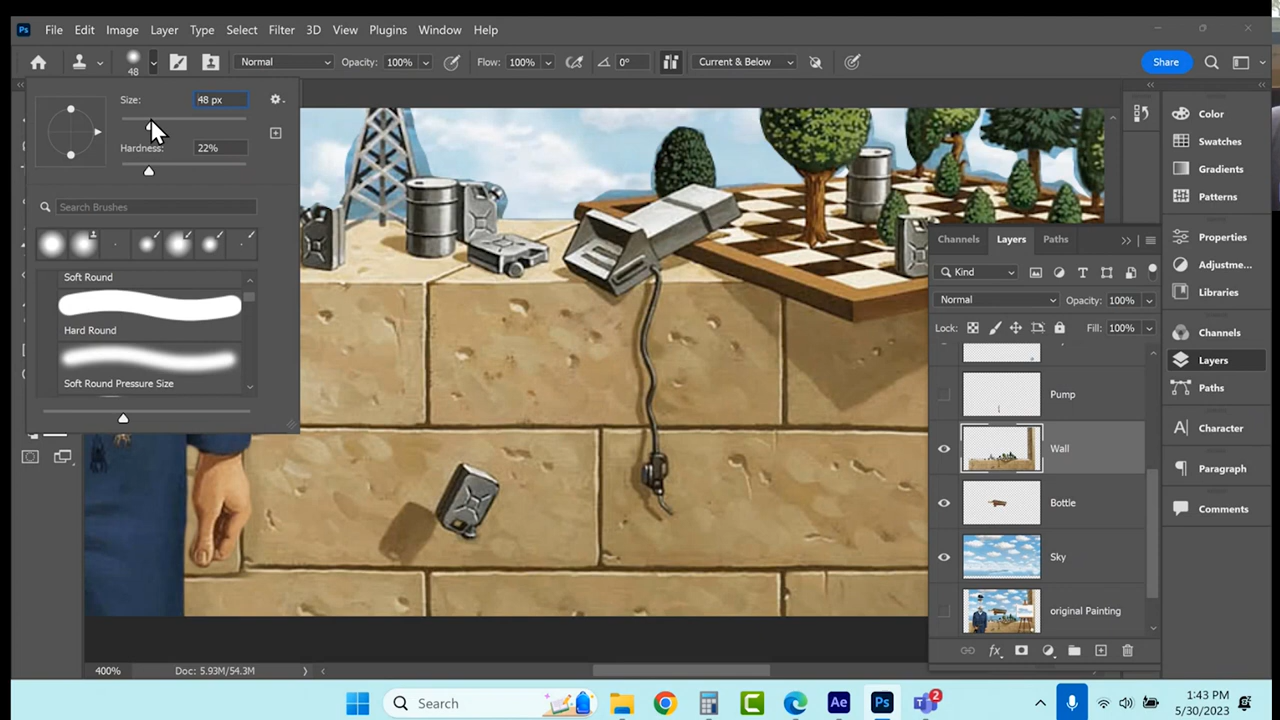 Ps File Edit Image Layer Type Select Filter 3D View Plugins Window Help
48 Normal Opacity: 100% Flow: 100% 0° Current & Below Share
Size: 48 px
Hardness: 22%
Search Brushes
Soft Round
Hard Round
Soft Round Pressure Size
Channels Layers Paths
Kind
Normal Opacity: 100%
Lock: Fill: 100%
Pump
Wall
Bottle
Sky
original Painting
fx
Color
Swatches
Gradients
Patterns
Properties
Adjustme...
Libraries
Channels
Layers
Paths
Character
Paragraph
Comments
400% Doc: 5.93M/54.3M
Search
Ae Ps 2
1:43 PM
5/30/2023